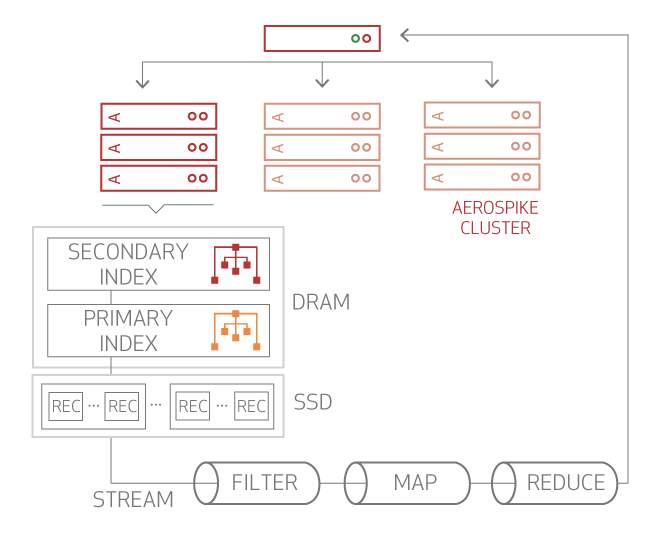 A
A
A
A
A
A
A
A
A
AEROSPIKE
CLUSTER
SECONDARY
INDEX
DRAM
PRIMARY
INDEX
REC ... REC ... REC ... REC
SSD
STREAM
FILTER
MAP
REDUCE